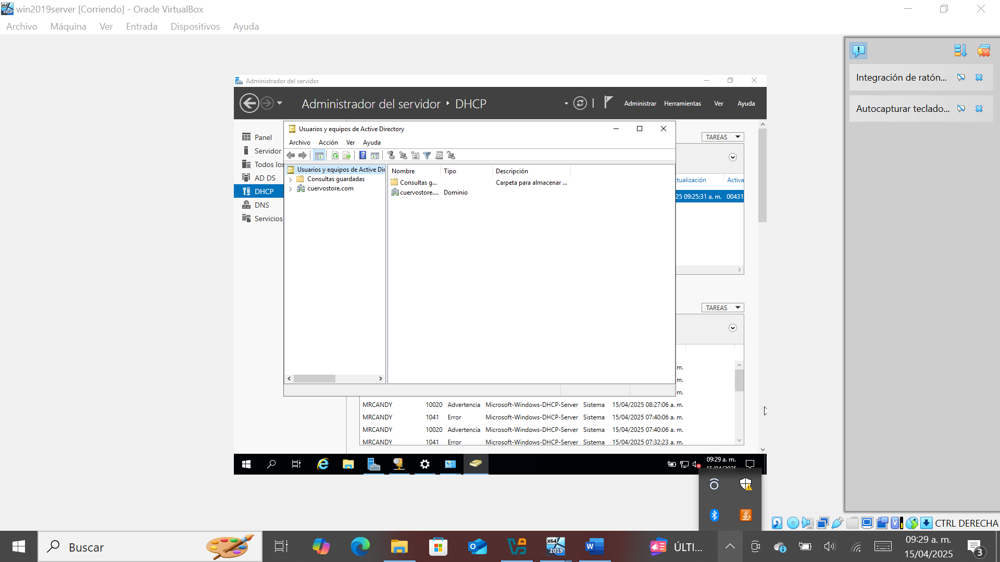 win2019server [Corriendo] - Oracle VirtualBox
Archivo Máquina Ver Entrada Dispositivos Ayuda
Integración de ratón...
Autocapturar teclado...
Administrador del servidor
Administrador del servidor DHCP
Administrar Herramientas Ver Ayuda
Panel
Servidor
Todos los
AD DS
DHCP
DNS
Servicios
Usuarios y equipos de Active Directory
Archivo Acción Ver Ayuda
Usuarios y equipos de Active Dir
Consultas guardadas
cuervostore.com
Nombre Tipo Descripción
Consultas g... Carpeta para almacenar ...
cuervostore.... Dominio
TAREAS
ctualización Activa
25 09:25:31 a. m. 00431
TAREAS
m.
m.
m.
MRCANDY 10020 Advertencia Microsoft-Windows-DHCP-Server Sistema 15/04/2025 08:27:06 a. m.
MRCANDY 1041 Error Microsoft-Windows-DHCP-Server Sistema 15/04/2025 07:40:06 a. m.
MRCANDY 10020 Advertencia Microsoft-Windows-DHCP-Server Sistema 15/04/2025 07:40:06 a. m.
MRCANDY 1041 Error Microsoft-Windows-DHCP-Server Sistema 15/04/2025 07:32:23 a. m.
09:29 a. m.
15/04/2025
CTRL DERECHA
Buscar
x64
2019
ÚLTI...
09:29 a. m.
15/04/2025
3